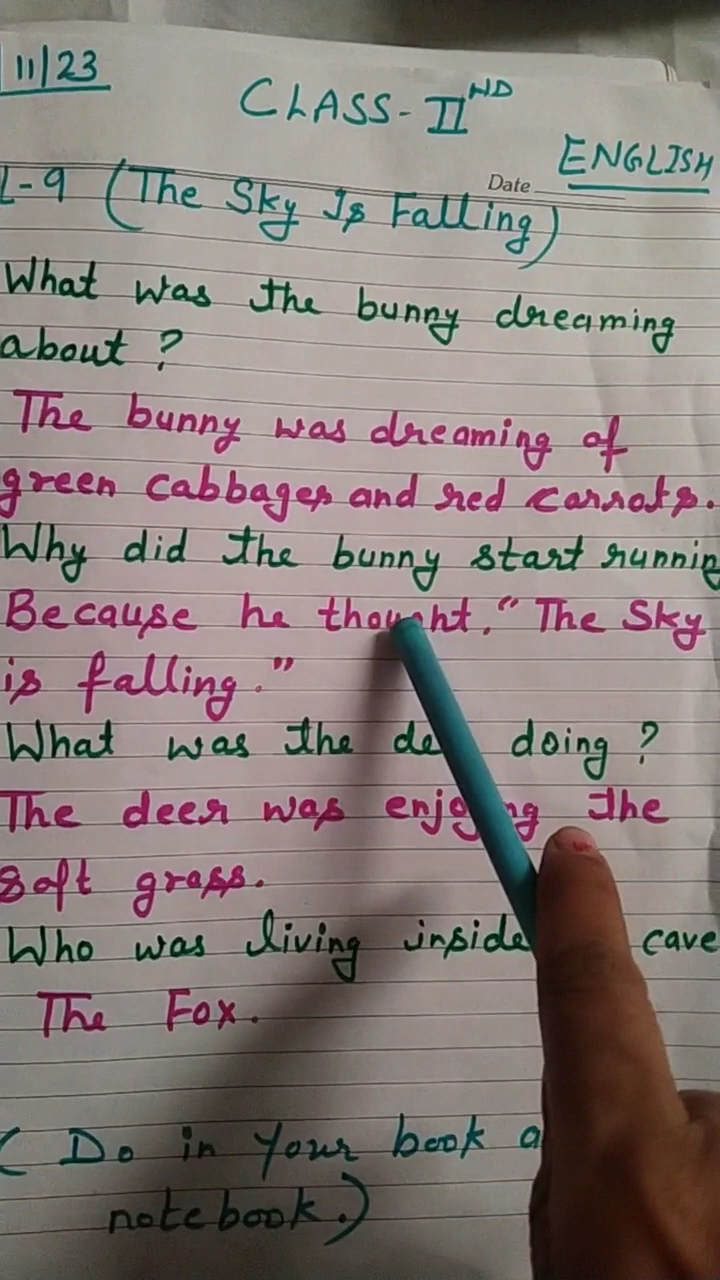 11/23
CLASS-II ND
ENGLISH
Date
L-9 (The Sky Is Falling)
What was the bunny dreaming
about?
The bunny was dreaming of
green cabbages and red carrots.
Why did the bunny start
Because he thought, "The Sky
is falling."
What was the doing?
The deer was enjoying the
soft grass.
Who was living inside cave
The Fox.
(Do in your book
notebook.)